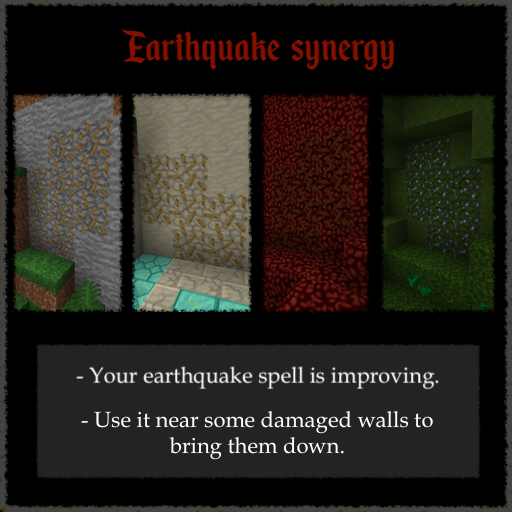 Earthquake synergy
- Your earthquake spell is improving.
- Use it near some damaged walls to
bring them down.